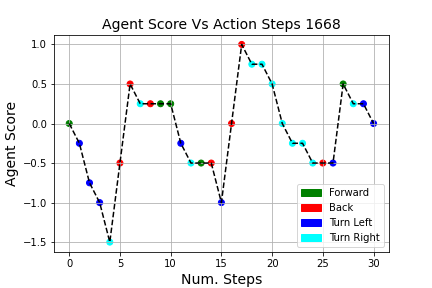 Agent Score Vs Action Steps 1668
Agent Score
1.0
0.5
0.0
−0.5
−1.0
−1.5
0 5 10 15 20 25 30
Num. Steps
Forward
Back
Turn Left
Turn Right